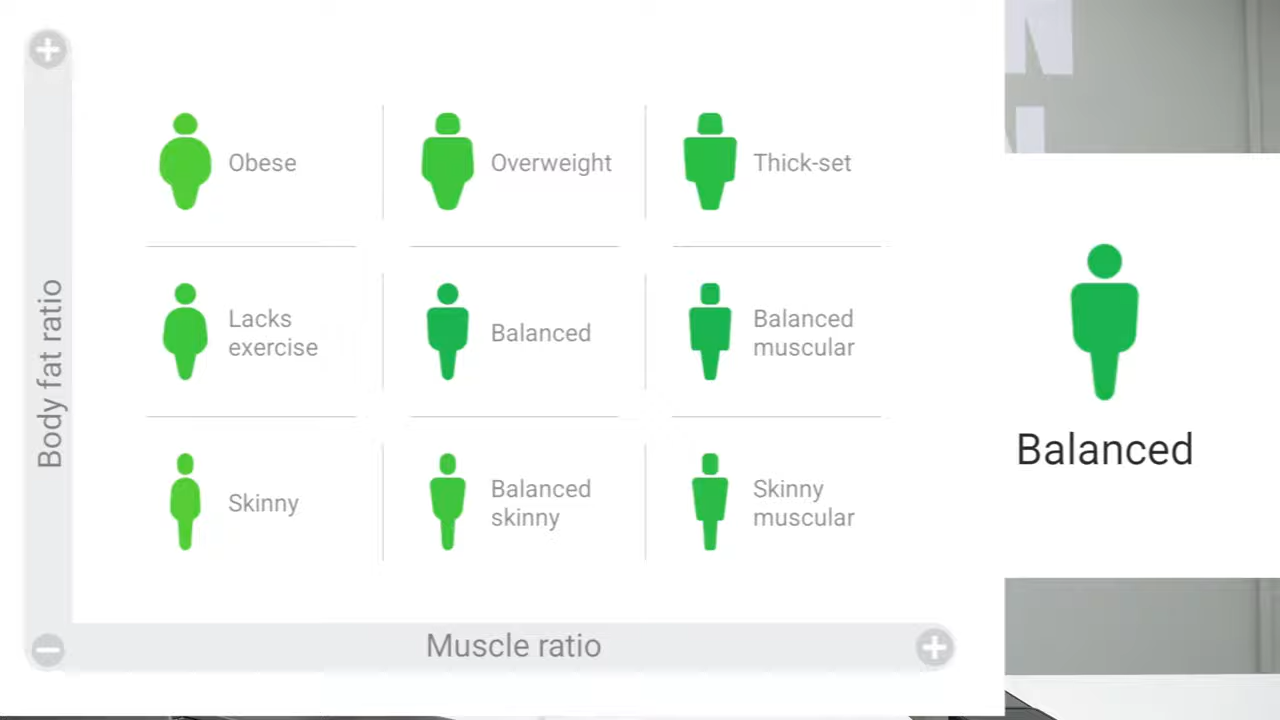 Obese
Overweight
Thick-set
Lacks
exercise
Balanced
Balanced
muscular
Skinny
Balanced
skinny
Skinny
muscular
Body fat ratio
Muscle ratio
Balanced